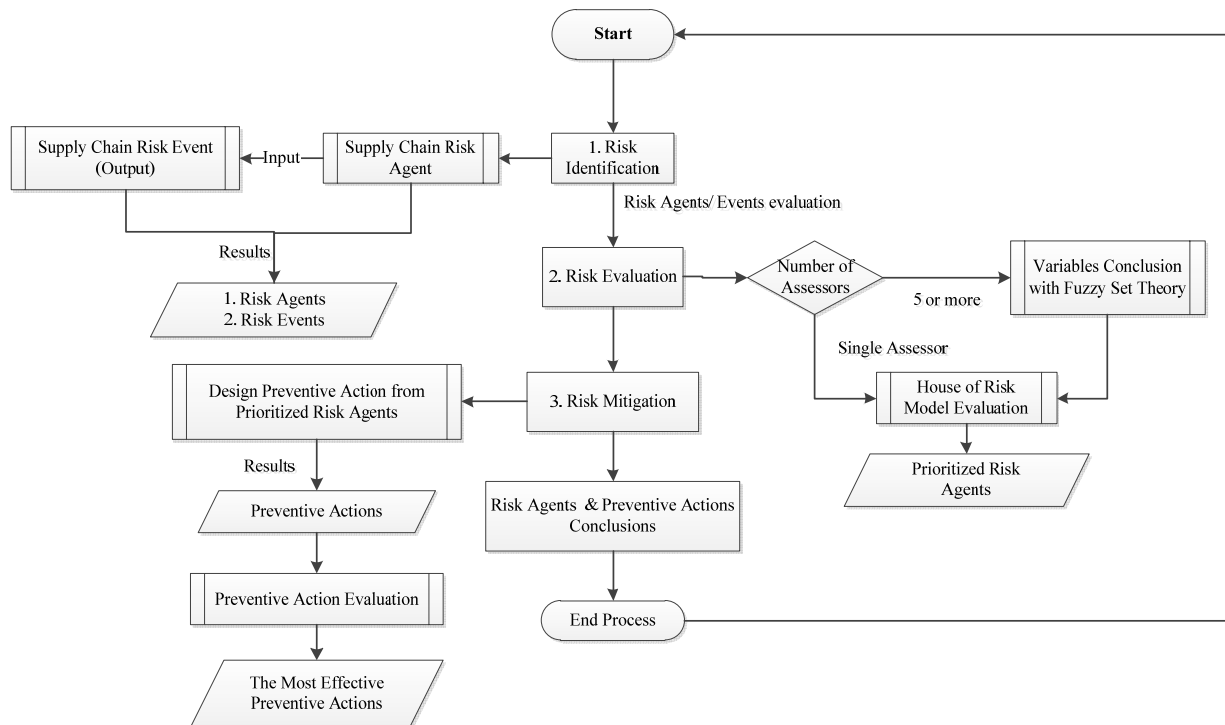 Start
1. Risk
Identification
Supply Chain Risk
Agent
Input
Supply Chain Risk Event
(Output)
Results
1. Risk Agents
2. Risk Events
Risk Agents/ Events evaluation
2. Risk Evaluation
Number of
Assessors
5 or more
Variables Conclusion
with Fuzzy Set Theory
Single Assessor
House of Risk
Model Evaluation
Prioritized Risk
Agents
3. Risk Mitigation
Design Preventive Action from
Prioritized Risk Agents
Results
Preventive Actions
Preventive Action Evaluation
The Most Effective
Preventive Actions
Risk Agents & Preventive Actions
Conclusions
End Process